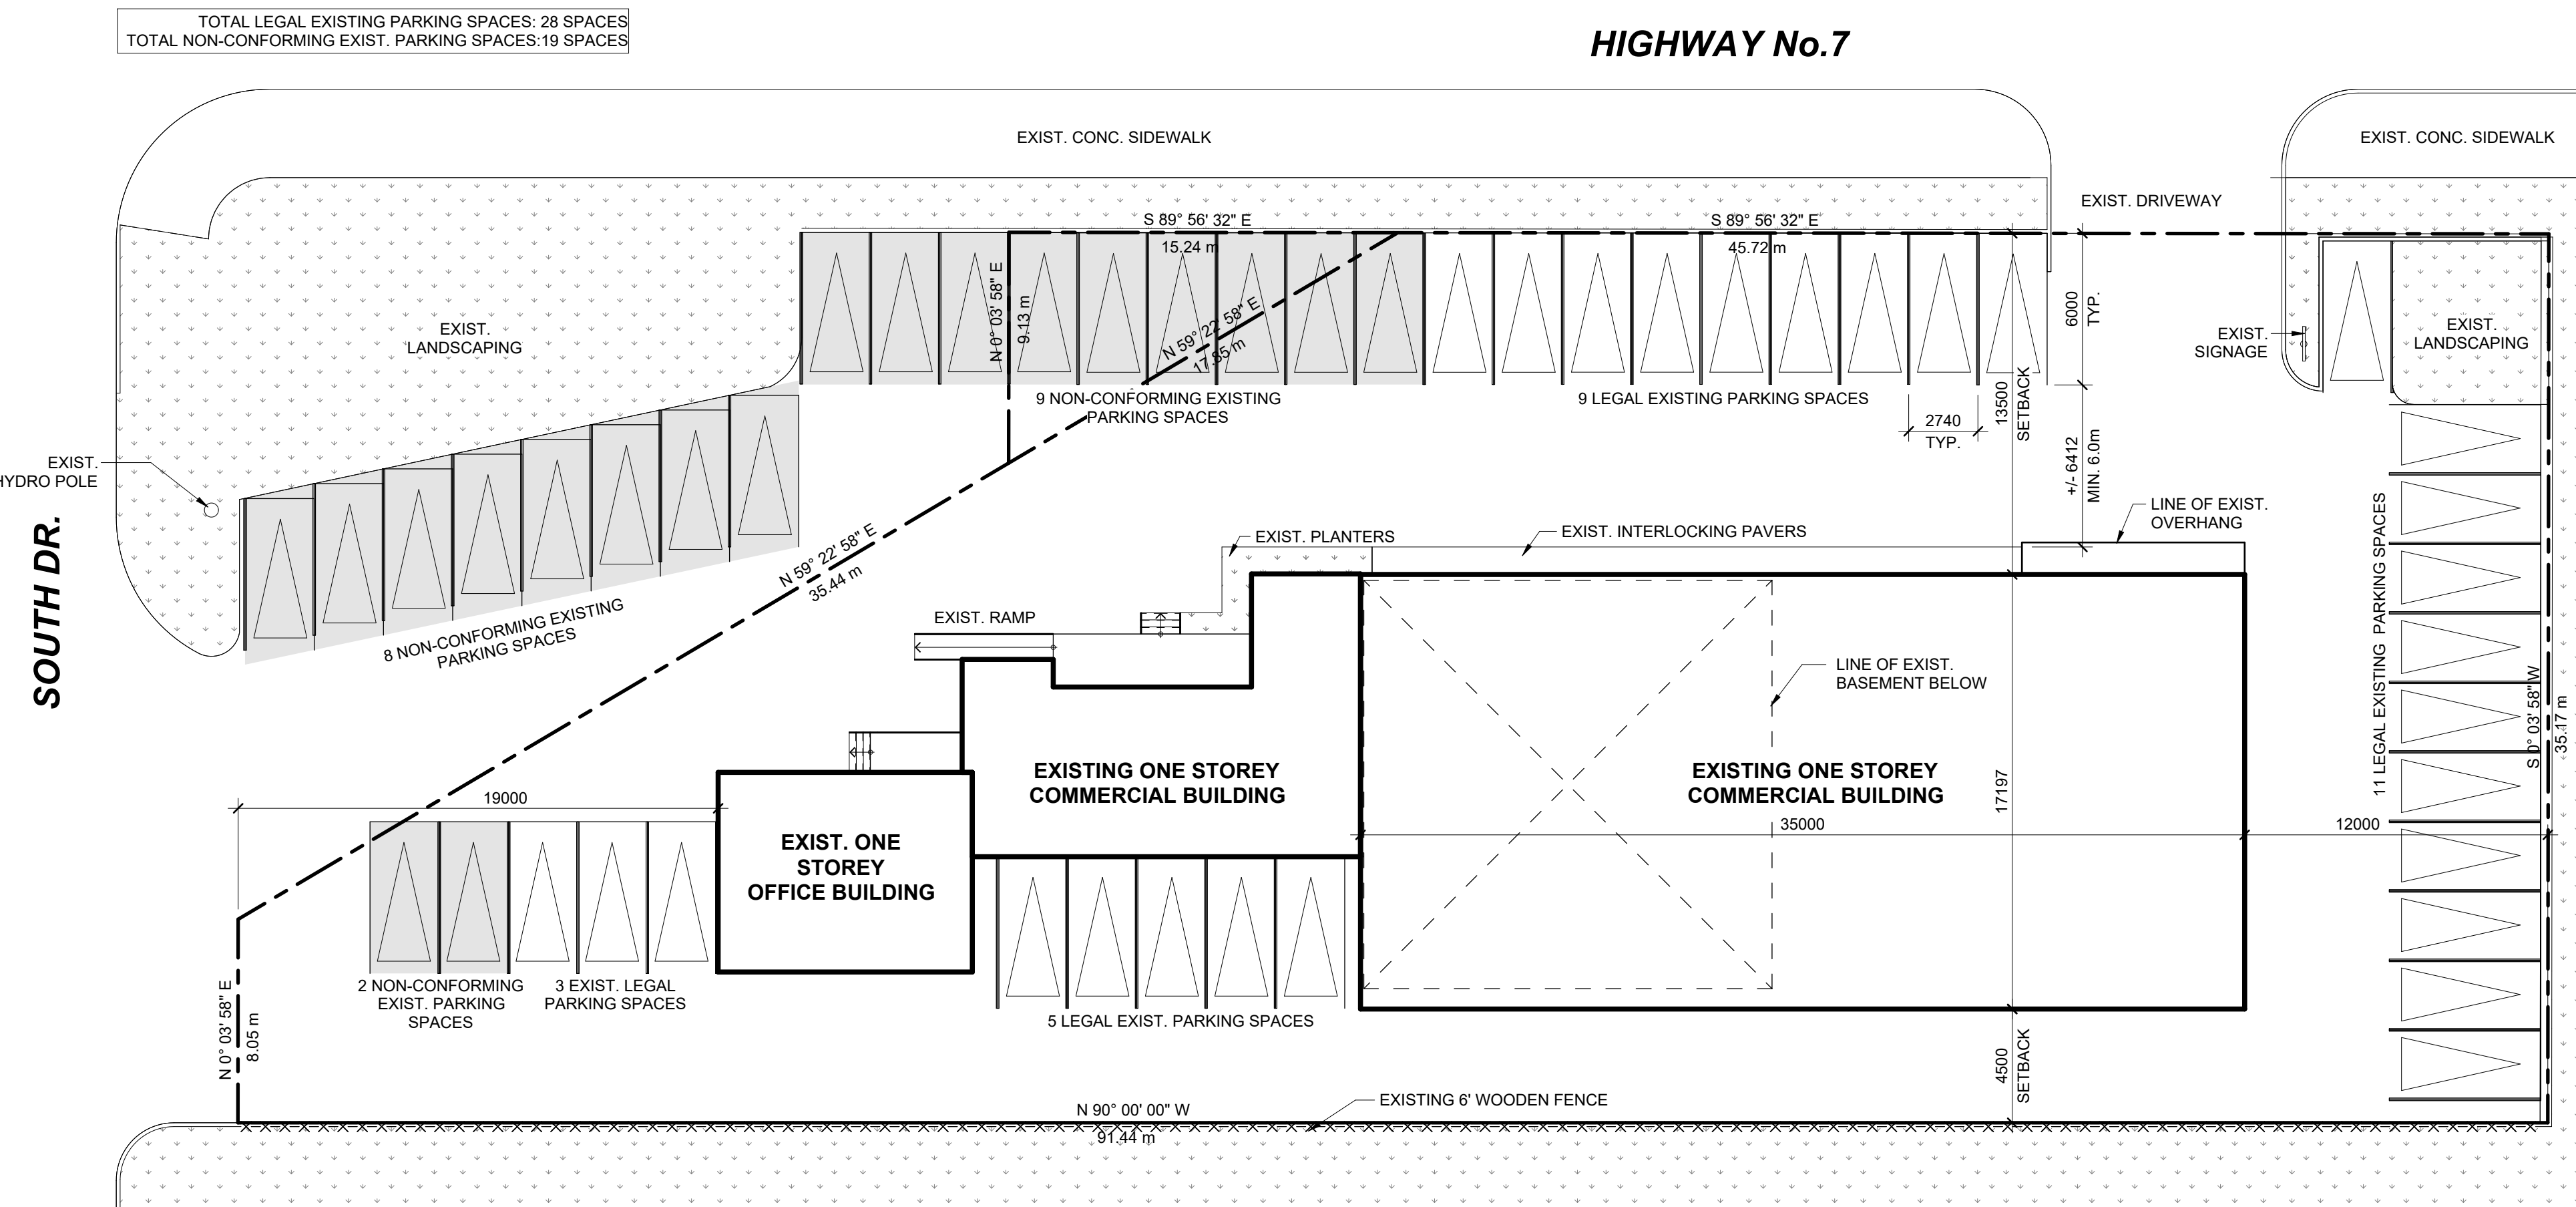 TOTAL LEGAL EXISTING PARKING SPACES: 28 SPACES
TOTAL NON-CONFORMING EXIST. PARKING SPACES:19 SPACES
HIGHWAY No.7
EXIST. CONC. SIDEWALK
EXIST. CONC. SIDEWALK
EXIST. DRIVEWAY
S 89° 56' 32" E
15.24 m
S 89° 56' 32" E
45.72 m
N 0° 03' 58" E
9.13 m
N 59° 22' 58" E
17.85 m
EXIST.
LANDSCAPING
EXIST.
SIGNAGE
EXIST.
LANDSCAPING
6000
TYP.
9 NON-CONFORMING EXISTING
PARKING SPACES
9 LEGAL EXISTING PARKING SPACES
13500
SETBACK
2740
TYP.
+/- 6412
MIN. 6.0m
EXIST.
HYDRO POLE
SOUTH DR.
N 59° 22' 58" E
35.44 m
EXIST. PLANTERS
EXIST. INTERLOCKING PAVERS
LINE OF EXIST.
OVERHANG
11 LEGAL EXISTING PARKING SPACES
8 NON-CONFORMING EXISTING
PARKING SPACES
EXIST. RAMP
LINE OF EXIST.
BASEMENT BELOW
S 0° 03' 58" W
35.17 m
EXISTING ONE STOREY
COMMERCIAL BUILDING
EXISTING ONE STOREY
COMMERCIAL BUILDING
17197
19000
35000
12000
EXIST. ONE
STOREY
OFFICE BUILDING
2 NON-CONFORMING
EXIST. PARKING
SPACES
3 EXIST. LEGAL
PARKING SPACES
5 LEGAL EXIST. PARKING SPACES
N 0° 03' 58" E
8.05 m
4500
SETBACK
N 90° 00' 00" W
91.44 m
EXISTING 6' WOODEN FENCE